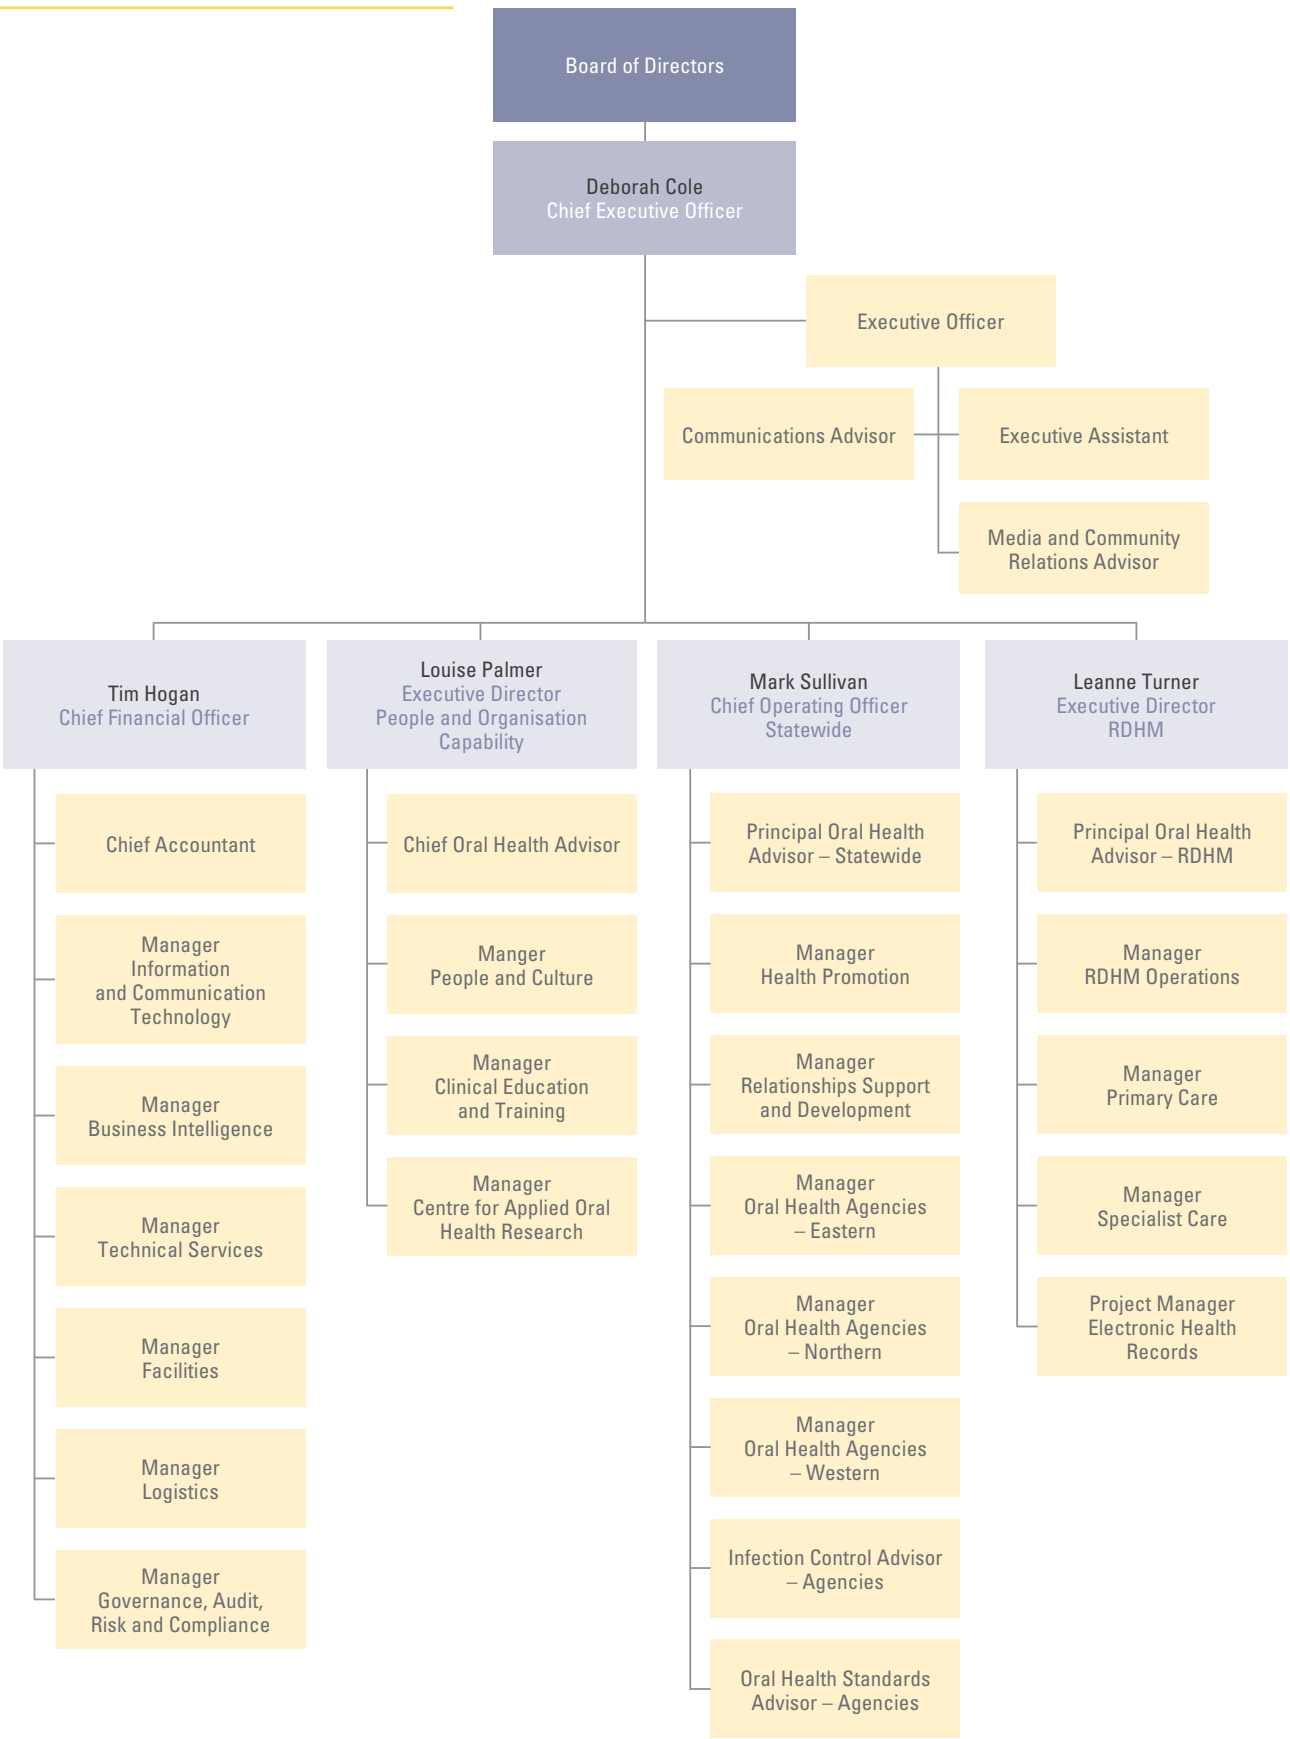 Board of Directors
Deborah Cole
Chief Executive Officer
Executive Officer
Communications Advisor
Executive Assistant
Media and Community
Relations Advisor
Tim Hogan
Chief Financial Officer
Chief Accountant
Manager
Information
and Communication
Technology
Manager
Business Intelligence
Manager
Technical Services
Manager
Facilities
Manager
Logistics
Manager
Governance, Audit,
Risk and Compliance
Louise Palmer
Executive Director
People and Organisation
Capability
Chief Oral Health Advisor
Manger
People and Culture
Manager
Clinical Education
and Training
Manager
Centre for Applied Oral
Health Research
Mark Sullivan
Chief Operating Officer
Statewide
Principal Oral Health
Advisor – Statewide
Manager
Health Promotion
Manager
Relationships Support
and Development
Manager
Oral Health Agencies
– Eastern
Manager
Oral Health Agencies
– Northern
Manager
Oral Health Agencies
– Western
Infection Control Advisor
– Agencies
Oral Health Standards
Advisor – Agencies
Leanne Turner
Executive Director
RDHM
Principal Oral Health
Advisor – RDHM
Manager
RDHM Operations
Manager
Primary Care
Manager
Specialist Care
Project Manager
Electronic Health
Records